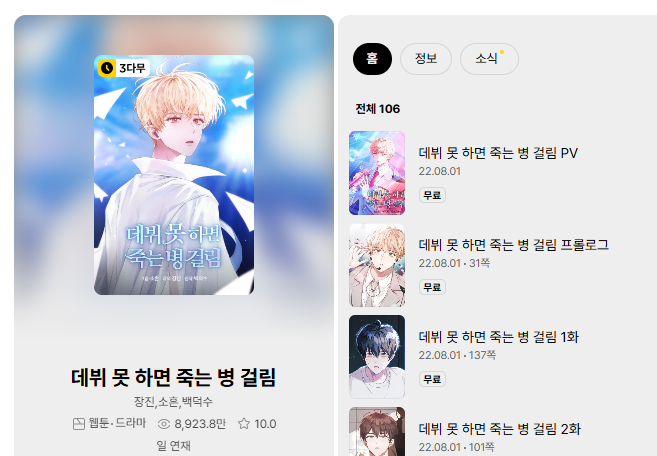 3다무
데뷔 못 하면
죽는 병 걸림
데뷔 못 하면 죽는 병 걸림
장진,소흔,백덕수
웹툰·드라마 8,923.8만 10.0
일 연재
홈 정보 소식
전체 106
데뷔 못 하면 죽는 병 걸림 PV
22.08.01
무료
데뷔 못 하면 죽는 병 걸림 프롤로그
22.08.01·31쪽
무료
데뷔 못 하면 죽는 병 걸림 1화
22.08.01·137쪽
무료
데뷔 못 하면 죽는 병 걸림 2화
22.08.01·101쪽